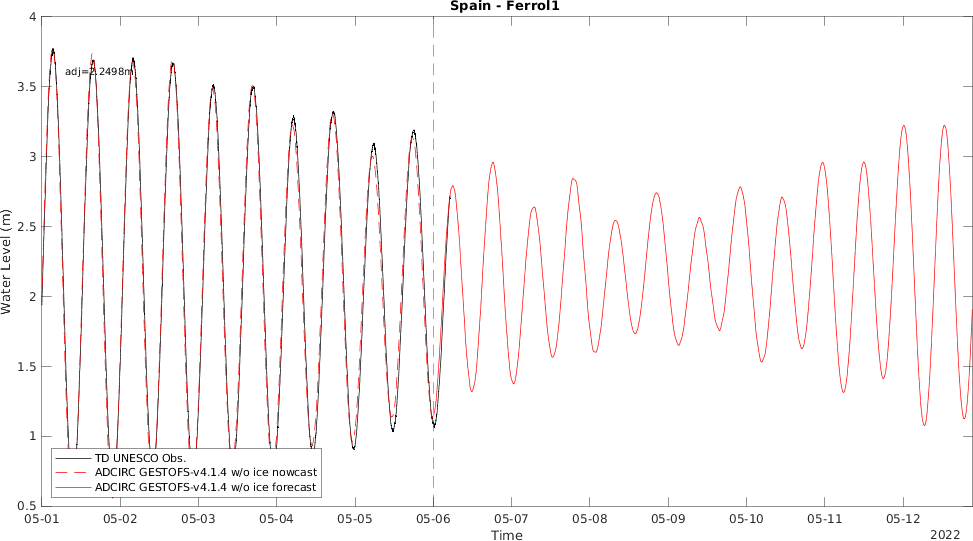 Spain - Ferrol1
4
3.5
3
2.5
2
1.5
1
0.5
Water Level (m)
adj=2.2498m
TD UNESCO Obs.
ADCIRC GESTOFS-v4.1.4 w/o ice nowcast
ADCIRC GESTOFS-v4.1.4 w/o ice forecast
05-01 05-02 05-03 05-04 05-05 05-06 05-07 05-08 05-09 05-10 05-11 05-12
Time
2022